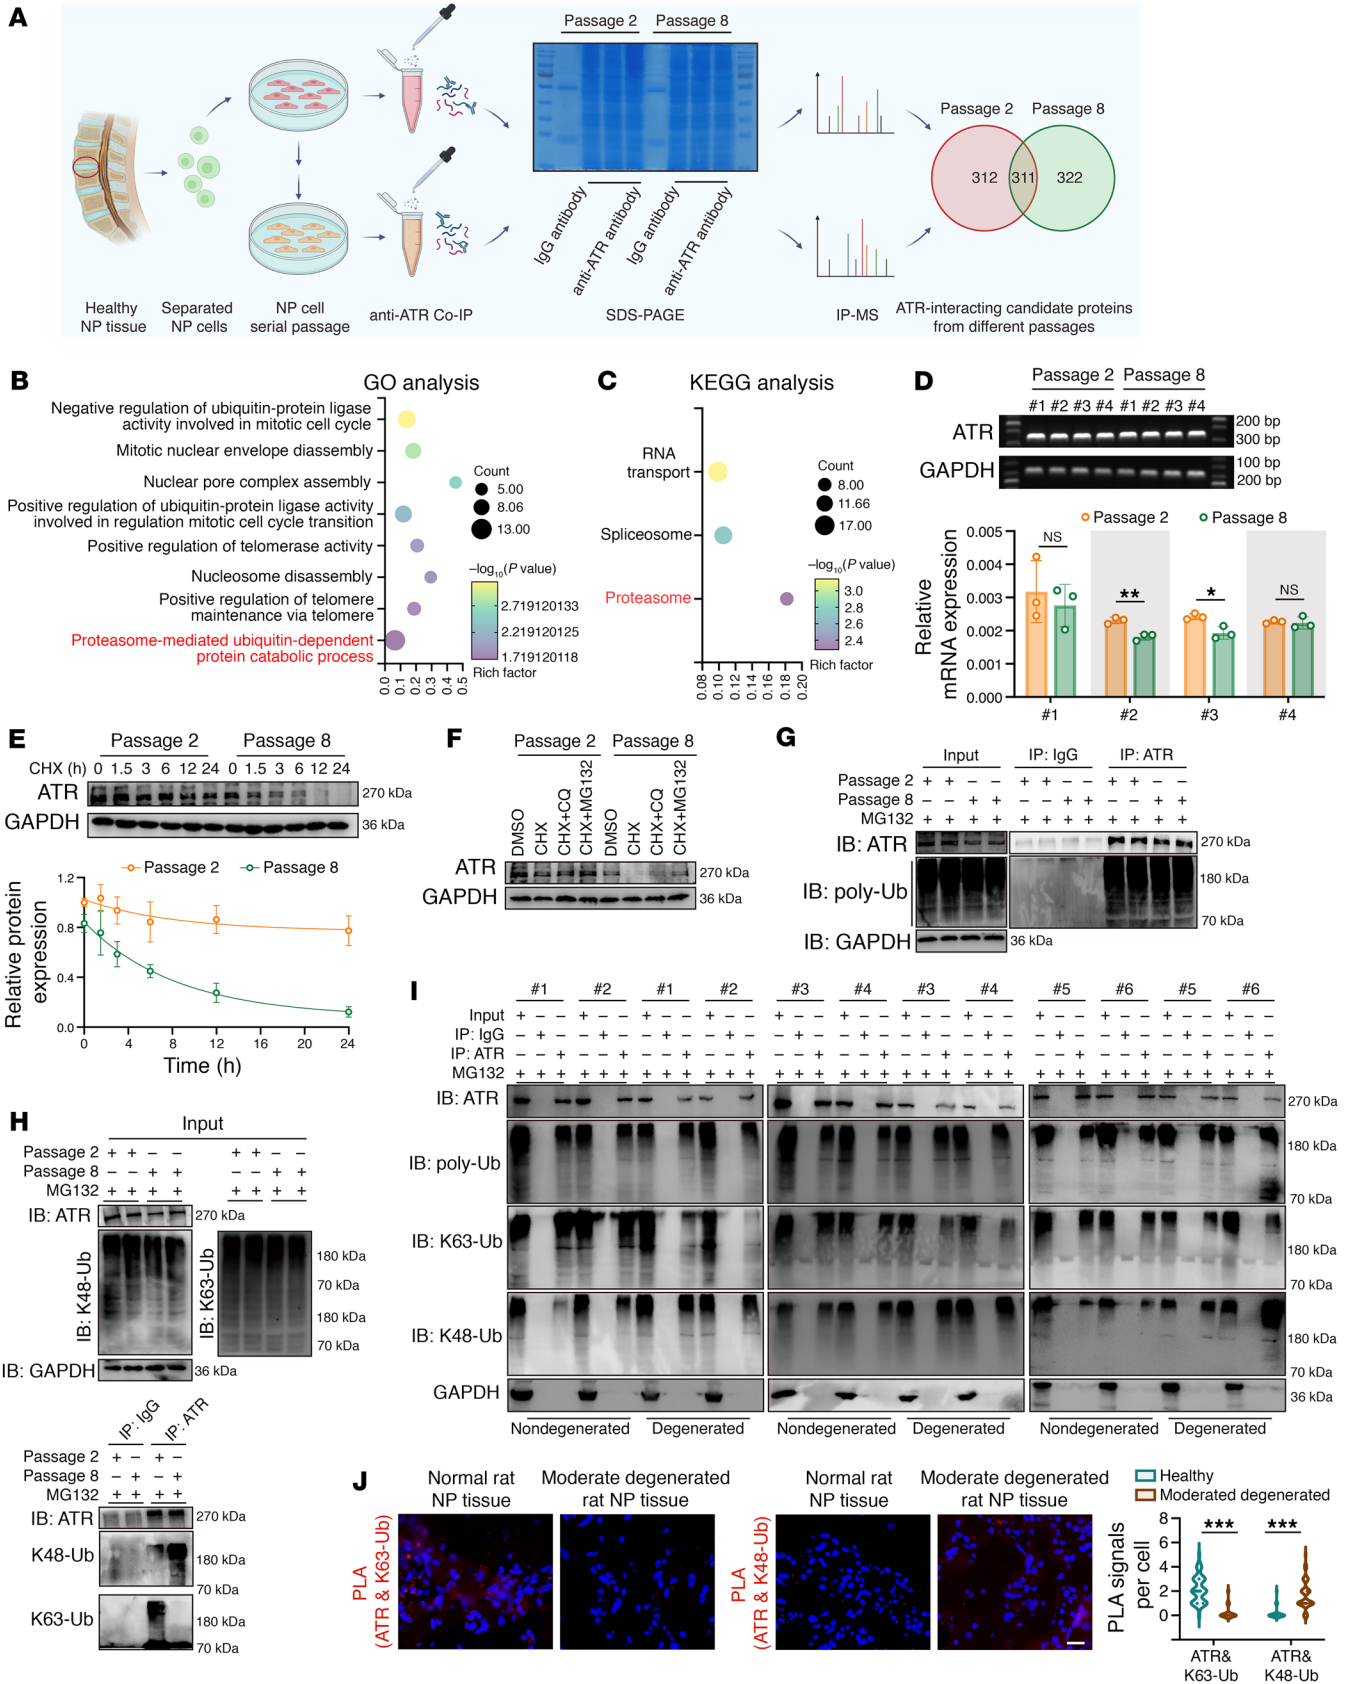 A
Passage 2 Passage 8
IgG antibody
anti-ATR antibody
IgG antibody
anti-ATR antibody
Passage 2 Passage 8
312 311 322
Healthy
NP tissue
Separated
NP cells
NP cell
serial passage
anti-ATR Co-IP
SDS-PAGE
IP-MS
ATR-interacting candidate proteins
from different passages
B
GO analysis
Negative regulation of ubiquitin-protein ligase
activity involved in mitotic cell cycle
Mitotic nuclear envelope disassembly
Nuclear pore complex assembly
Positive regulation of ubiquitin-protein ligase activity
involved in regulation mitotic cell cycle transition
Positive regulation of telomerase activity
Nucleosome disassembly
Positive regulation of telomere
maintenance via telomere
Proteasome-mediated ubiquitin-dependent
protein catabolic process
0.0 0.1 0.2 0.3 0.4 0.5
Rich factor
Count
5.00
8.06
13.00
–log10(P value)
2.719120133
2.219120125
1.719120118
C
KEGG analysis
RNA
transport
Spliceosome
Proteasome
0.08 0.10 0.12 0.14 0.16 0.18 0.20
Rich factor
Count
8.00
11.66
17.00
–log10(P value)
3.0
2.8
2.6
2.4
D
Passage 2 Passage 8
#1 #2 #3 #4 #1 #2 #3 #4
ATR
200 bp
300 bp
GAPDH
100 bp
200 bp
Passage 2 Passage 8
Relative
mRNA expression
0.005
0.004
0.003
0.002
0.001
0.000
NS ** * NS
#1 #2 #3 #4
E
Passage 2 Passage 8
CHX (h) 0 1.5 3 6 12 24 0 1.5 3 6 12 24
ATR 270 kDa
GAPDH 36 kDa
Passage 2 Passage 8
Relative protein
expression
1.2
0.8
0.4
0.0
0 4 8 12 16 20 24
Time (h)
F
Passage 2 Passage 8
DMSO
CHX
CHX+CQ
CHX+MG132
DMSO
CHX
CHX+CQ
CHX+MG132
ATR 270 kDa
GAPDH 36 kDa
G
Input IP: IgG IP: ATR
Passage 2 + + – – + + – – + + – –
Passage 8 – – + + – – + + – – + +
MG132 + + + + + + + + + + + +
IB: ATR 270 kDa
IB: poly-Ub
180 kDa
70 kDa
IB: GAPDH 36 kDa
H
Input
Passage 2 + + – – + + – –
Passage 8 – – + + – – + +
MG132 + + + + + + + +
IB: ATR 270 kDa
IB: K48-Ub
IB: K63-Ub
180 kDa
70 kDa
180 kDa
70 kDa
IB: GAPDH 36 kDa
IP: IgG IP: ATR
Passage 2 + – + –
Passage 8 – + – +
MG132 + + + +
IB: ATR 270 kDa
K48-Ub
180 kDa
70 kDa
K63-Ub
180 kDa
70 kDa
I
#1 #2 #1 #2 #3 #4 #3 #4 #5 #6 #5 #6
Input + – – + – – + – – + – – + – – + – – + – – + – – + – – + – – + – – + – –
IP: IgG – + – – + – – + – – + – – + – – + – – + – – + – – + – – + – – + – – + –
IP: ATR – – + – – + – – + – – + – – + – – + – – + – – + – – + – – + – – + – – +
MG132 + + + + + + + + + + + + + + + + + + + + + + + + + + + + + + + + + + + +
IB: ATR 270 kDa
IB: poly-Ub
180 kDa
70 kDa
IB: K63-Ub
180 kDa
70 kDa
IB: K48-Ub
180 kDa
70 kDa
GAPDH 36 kDa
Nondegenerated Degenerated Nondegenerated Degenerated Nondegenerated Degenerated
J
Normal rat
NP tissue
Moderate degenerated
rat NP tissue
PLA
(ATR & K63-Ub)
Normal rat
NP tissue
Moderate degenerated
rat NP tissue
PLA
(ATR & K48-Ub)
Healthy
Moderated degenerated
PLA signals
per cell
8
6
4
2
0
*** ***
ATR&
K63-Ub
ATR&
K48-Ub